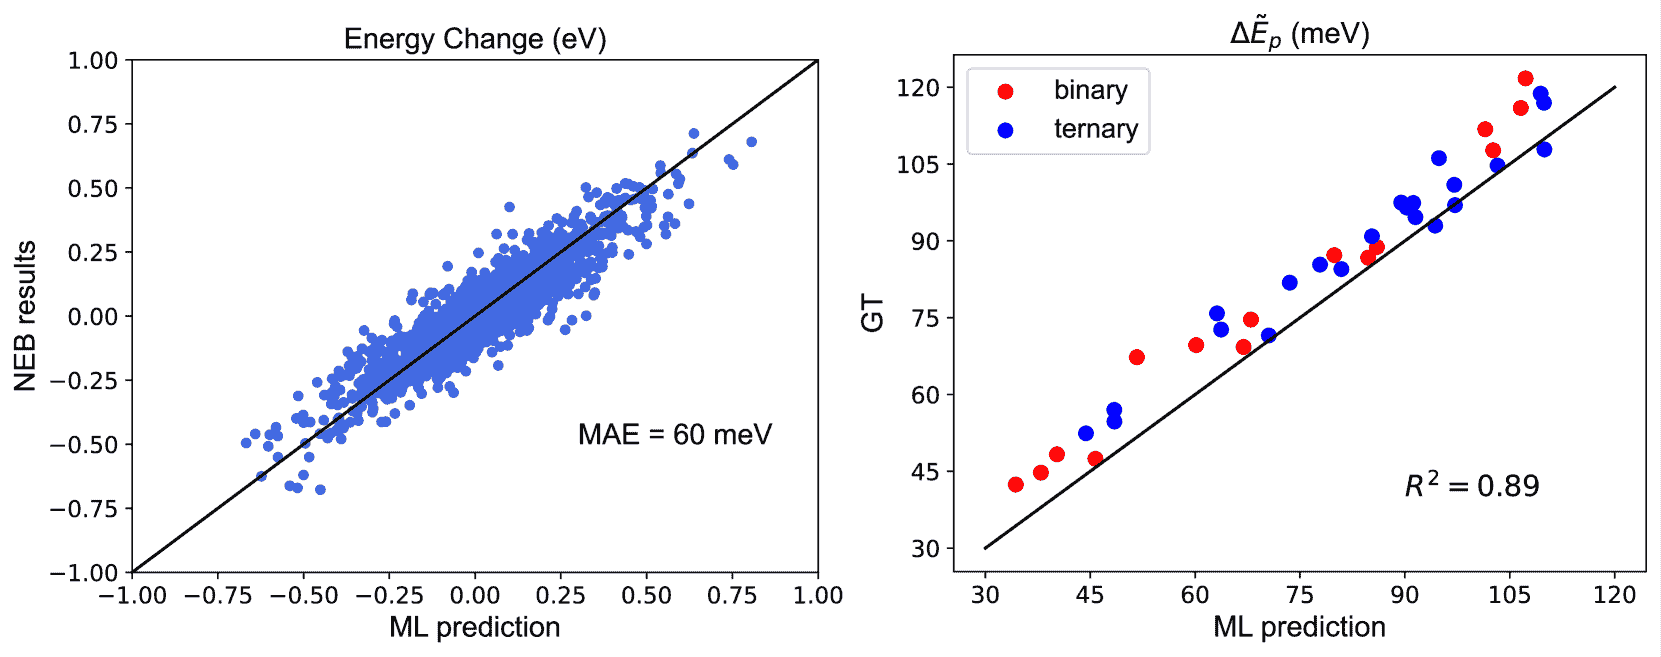 Energy Change (eV)
1.00
0.75
0.50
0.25
0.00
−0.25
−0.50
−0.75
−1.00
NEB results
MAE = 60 meV
−1.00 −0.75 −0.50 −0.25 0.00 0.25 0.50 0.75 1.00
ML prediction
ΔẼₚ (meV)
binary
ternary
120
105
90
75
60
45
30
GT
R² = 0.89
30 45 60 75 90 105 120
ML prediction